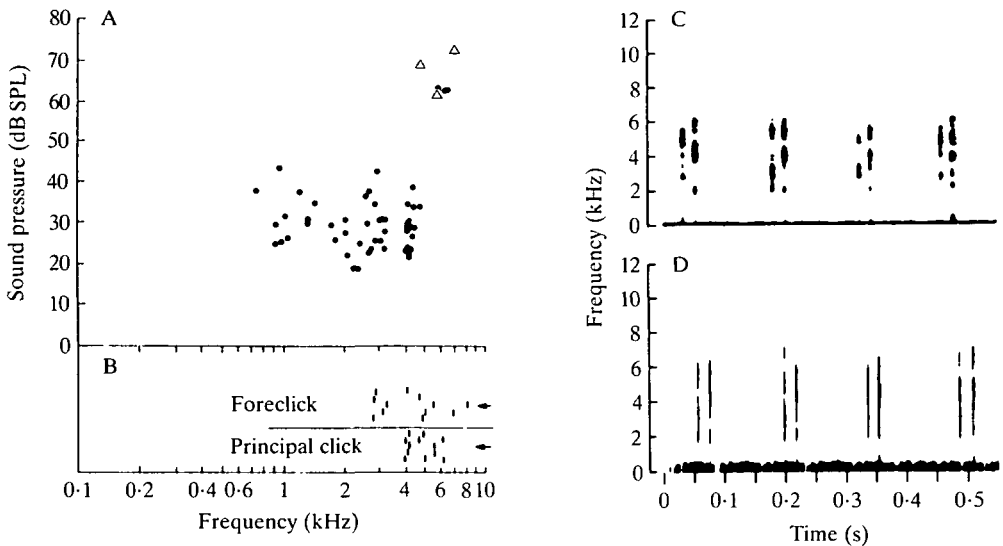 A
80
70
60
50
40
30
20
10
0
Sound pressure (dB SPL)
B
Foreclick
Principal click
0·1 0·2 0·4 0·6 1 2 4 6 8 10
Frequency (kHz)
C
12
10
8
6
4
2
0
Frequency (kHz)
D
12
10
8
6
4
2
0
0 0·1 0·2 0·3 0·4 0·5
Time (s)